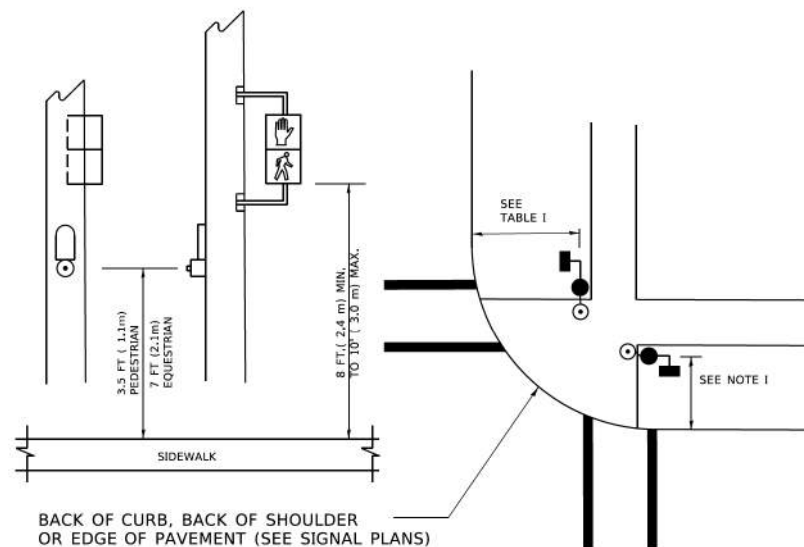 SEE
TABLE I
3.5 FT ( 1.1m)
PEDESTRIAN
7 FT (2.1m)
EQUESTRIAN
8 FT.( 2.4 m) MIN.
TO 10' ( 3.0 m) MAX.
SEE NOTE I
SIDEWALK
BACK OF CURB, BACK OF SHOULDER
OR EDGE OF PAVEMENT (SEE SIGNAL PLANS)